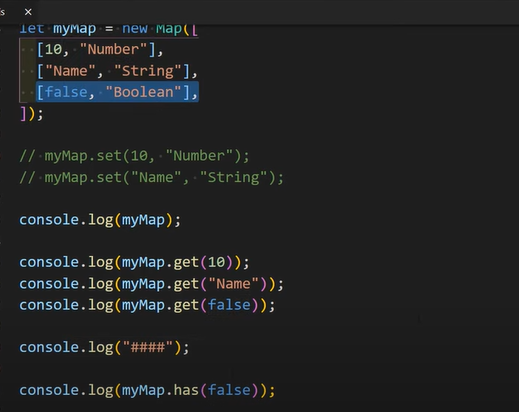 s ×
let myMap = new Map([
[10, "Number"],
["Name", "String"],
[false, "Boolean"],
]);
// myMap.set(10, "Number");
// myMap.set("Name", "String");
console.log(myMap);
console.log(myMap.get(10));
console.log(myMap.get("Name"));
console.log(myMap.get(false));
console.log("####");
console.log(myMap.has(false));